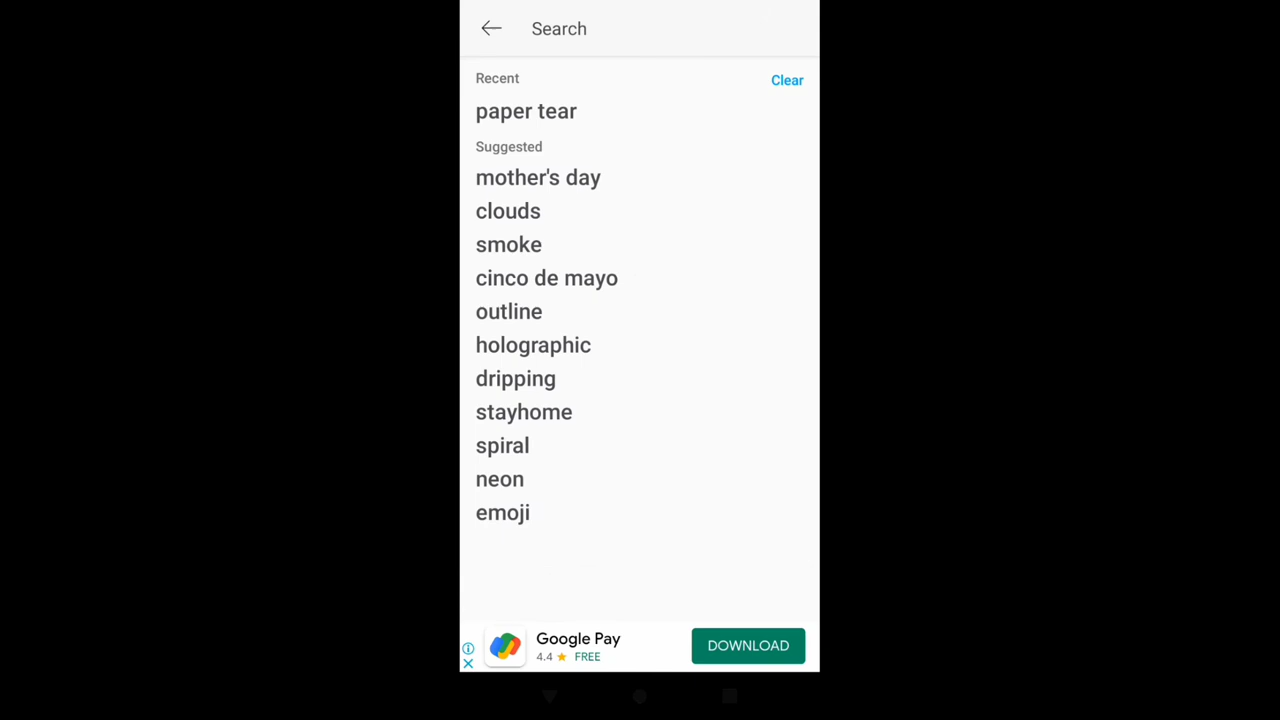 Search
Recent
Clear
paper tear
Suggested
mother's day
clouds
smoke
cinco de mayo
outline
holographic
dripping
stayhome
spiral
neon
emoji
Google Pay
4.4 ★ FREE
DOWNLOAD